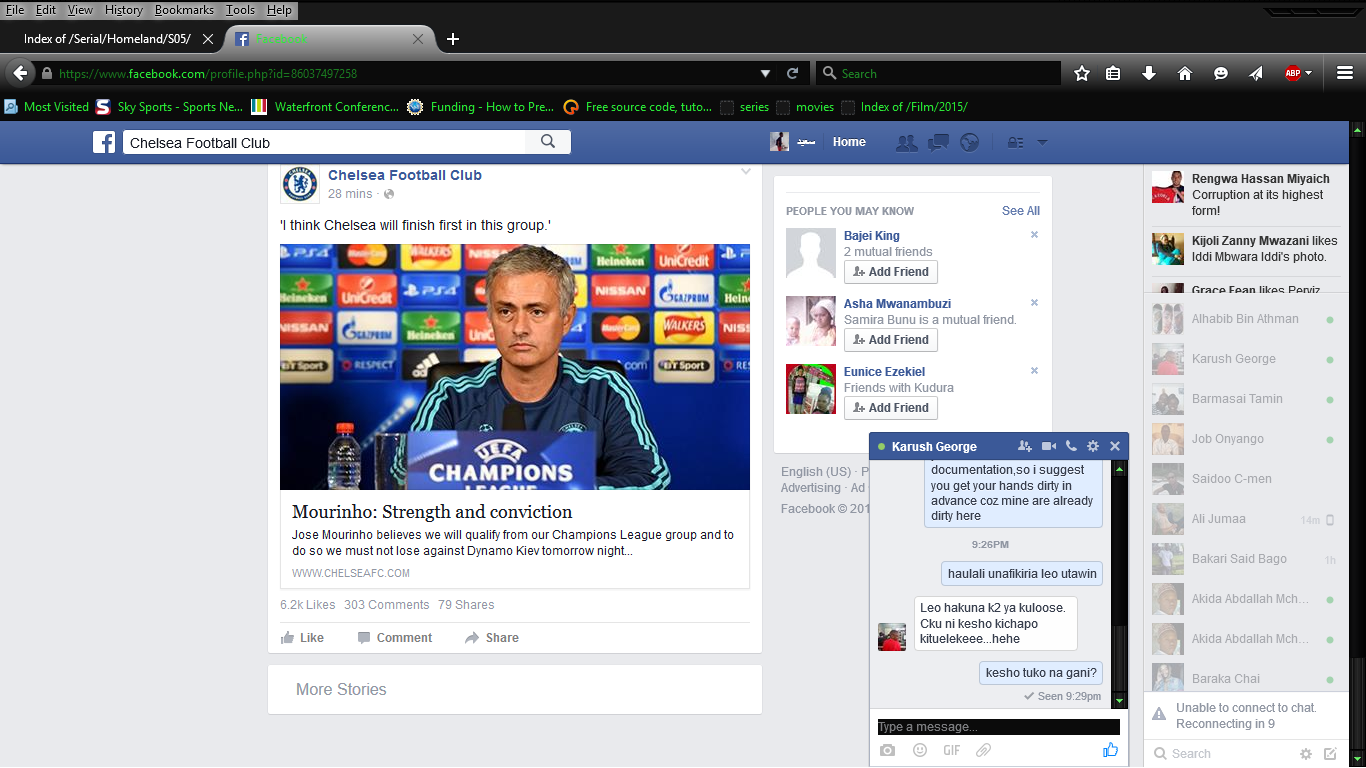 File Edit View History Bookmarks Tools Help
Index of /Serial/Homeland/S05/
Facebook
https://www.facebook.com/profile.php?id=86037497258
Search
ABP
Most Visited
Sky Sports - Sports Ne...
Waterfront Conferenc...
Funding - How to Pre...
Free source code, tuto...
series
movies
Index of /Film/2015/
Chelsea Football Club
Home
Chelsea Football Club
28 mins ·
'I think Chelsea will finish first in this group.'
Heineken
UniCredit
MasterCard
WALKERS
NISSAN
GAZPROM
PS4
BT Sport
RESPECT
UEFA
CHAMPIONS
LEAGUE
Mourinho: Strength and conviction
Jose Mourinho believes we will qualify from our Champions League group and to
do so we must not lose against Dynamo Kiev tomorrow night...
WWW.CHELSEAFC.COM
6.2k Likes 303 Comments 79 Shares
Like Comment Share
More Stories
PEOPLE YOU MAY KNOW
See All
Bajei King
2 mutual friends
Add Friend
Asha Mwanambuzi
Samira Bunu is a mutual friend.
Add Friend
Eunice Ezekiel
Friends with Kudura
Add Friend
English (US) · P
Advertising · Ad
Facebook © 201
Karush George
documentation,so i suggest
you get your hands dirty in
advance coz mine are already
dirty here
9:26PM
haulali unafikiria leo utawin
Leo hakuna k2 ya kuloose.
Cku ni kesho kichapo
kituelekeee...hehe
kesho tuko na gani?
Seen 9:29pm
Type a message...
GIF
Rengwa Hassan Miyaich
Corruption at its highest
form!
Kijoli Zanny Mwazani likes
Iddi Mbwara Iddi's photo.
Grace Fean likes Perviz
Alhabib Bin Athman
Karush George
Barmasai Tamin
Job Onyango
Saidoo C-men
Ali Jumaa 14m
Bakari Said Bago 1h
Akida Abdallah Mch...
Akida Abdallah Mch...
Baraka Chai
Unable to connect to chat.
Reconnecting in 9
Search